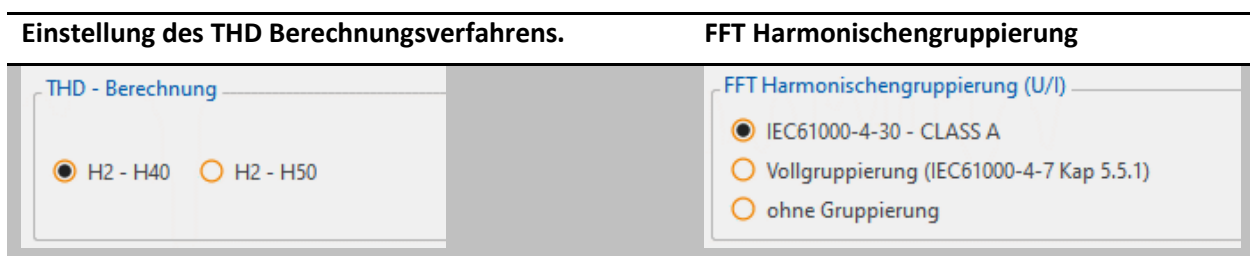 Einstellung des THD Berechnungsverfahrens.
FFT Harmonischengruppierung
THD - Berechnung
H2 - H40
H2 - H50
FFT Harmonischengruppierung (U/I)
IEC61000-4-30 - CLASS A
Vollgruppierung (IEC61000-4-7 Kap 5.5.1)
ohne Gruppierung